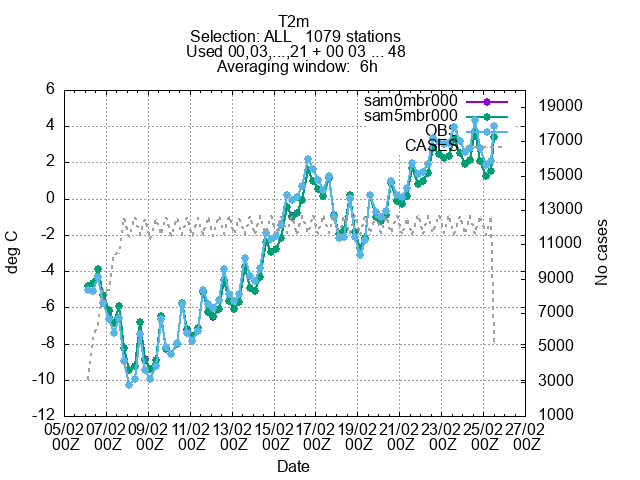 T2m
Selection: ALL 1079 stations
Used 00,03,...,21 + 00 03 ... 48
Averaging window: 6h
sam0mbr000
sam5mbr000
OBS
CASES
deg C
6
4
2
0
-2
-4
-6
-8
-10
-12
No cases
19000
17000
15000
13000
11000
9000
7000
5000
3000
1000
05/02 07/02 09/02 11/02 13/02 15/02 17/02 19/02 21/02 23/02 25/02 27/02
00Z 00Z 00Z 00Z 00Z 00Z 00Z 00Z 00Z 00Z 00Z 00Z
Date